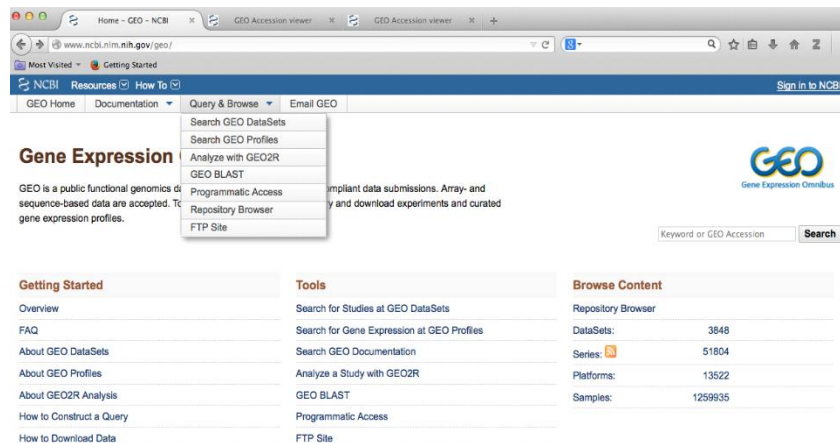 Home - GEO - NCBI
GEO Accession viewer
GEO Accession viewer
www.ncbi.nlm.nih.gov/geo/
Most Visited
Getting Started
NCBI Resources How To
Sign in to NCBI
GEO Home Documentation Query & Browse Email GEO
Search GEO DataSets
Search GEO Profiles
Analyze with GEO2R
GEO BLAST
Programmatic Access
Repository Browser
FTP Site
Gene Expression
GEO is a public functional genomics
compliant data submissions. Array- and
sequence-based data are accepted.
y and download experiments and curated
gene expression profiles.
GEO
Gene Expression Omnibus
Keyword or GEO Accession Search
Getting Started
Overview
FAQ
About GEO DataSets
About GEO Profiles
About GEO2R Analysis
How to Construct a Query
How to Download Data
Tools
Search for Studies at GEO DataSets
Search for Gene Expression at GEO Profiles
Search GEO Documentation
Analyze a Study with GEO2R
GEO BLAST
Programmatic Access
FTP Site
Browse Content
Repository Browser
DataSets: 3848
Series: 51804
Platforms: 13522
Samples: 1259935